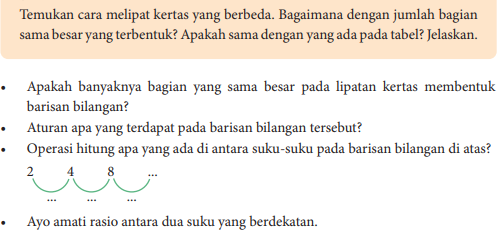 Temukan cara melipat kertas yang berbeda. Bagaimana dengan jumlah bagian
sama besar yang terbentuk? Apakah sama dengan yang ada pada tabel? Jelaskan.
• Apakah banyaknya bagian yang sama besar pada lipatan kertas membentuk
barisan bilangan?
• Aturan apa yang terdapat pada barisan bilangan tersebut?
• Operasi hitung apa yang ada di antara suku-suku pada barisan bilangan di atas?
2 4 8 ...
... ... ...
• Ayo amati rasio antara dua suku yang berdekatan.